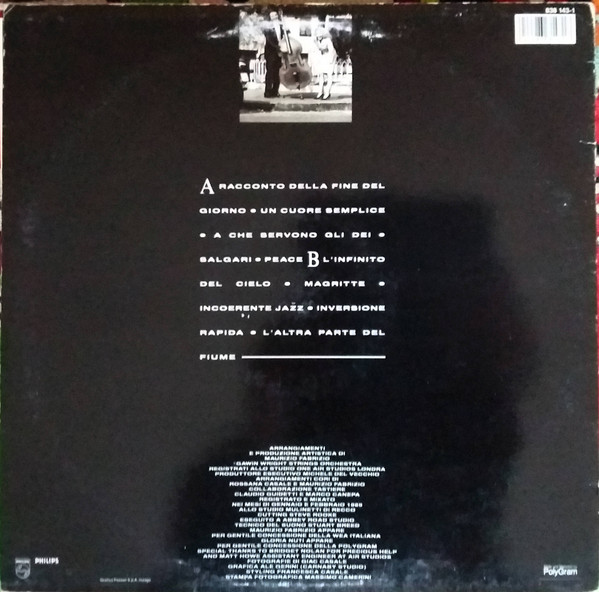 838 143-1
A RACCONTO DELLA FINE DEL
GIORNO • UN CUORE SEMPLICE
• A CHE SERVONO GLI DEI •
SALGARI • PEACE B L'INFINITO
DEL CIELO • MAGRITTE •
INCOERENTE JAZZ • INVERSIONE
RAPIDA • L'ALTRA PARTE DEL
FIUME
ARRANGIAMENTI
E PRODUZIONE ARTISTICA DI
MAURIZIO FABRIZIO
GAWIN WRIGHT STRINGS ORCHESTRA
REGISTRATI ALLO STUDIO ONE AIR STUDIOS LONDRA
PRODUTTORE ESECUTIVO MICHELE DEL VECCHIO
ARRANGIAMENTI CORI DI
ROSSANA CASALE E MAURIZIO FABRIZIO
COLLABORAZIONE TASTIERE
CLAUDIO GUIDETTI E MARCO CANEPA
REGISTRATO E MIXATO
NEI MESI DI GENNAIO E FEBBRAIO 1989
ALLO STUDIO MULINETTI DI RECCO
CUTTING STEVE ROOKE
ESEGUITO A ABBEY ROAD STUDIO
TECNICO DEL SUONO STUART BREED
MAURIZIO FABRIZIO APPARE
PER GENTILE CONCESSIONE DELLA WEA ITALIANA
GLORIA NUTI APPARE
PER GENTILE CONCESSIONE DELLA POLYGRAM
SPECIAL THANKS TO BRIDGET NOLAN FOR PRECIOUS HELP
AND MATT HOWE ASSISTANT ENGINEER AT AIR STUDIOS
FOTOGRAFIE DI GIAC CASALE
GRAFICA ALE GERINI (CARNABY STUDIO)
STYLING FRANCESCA CASALE
STAMPA FOTOGRAFICA MASSIMO CAMERINI
PHILIPS
PolyGram